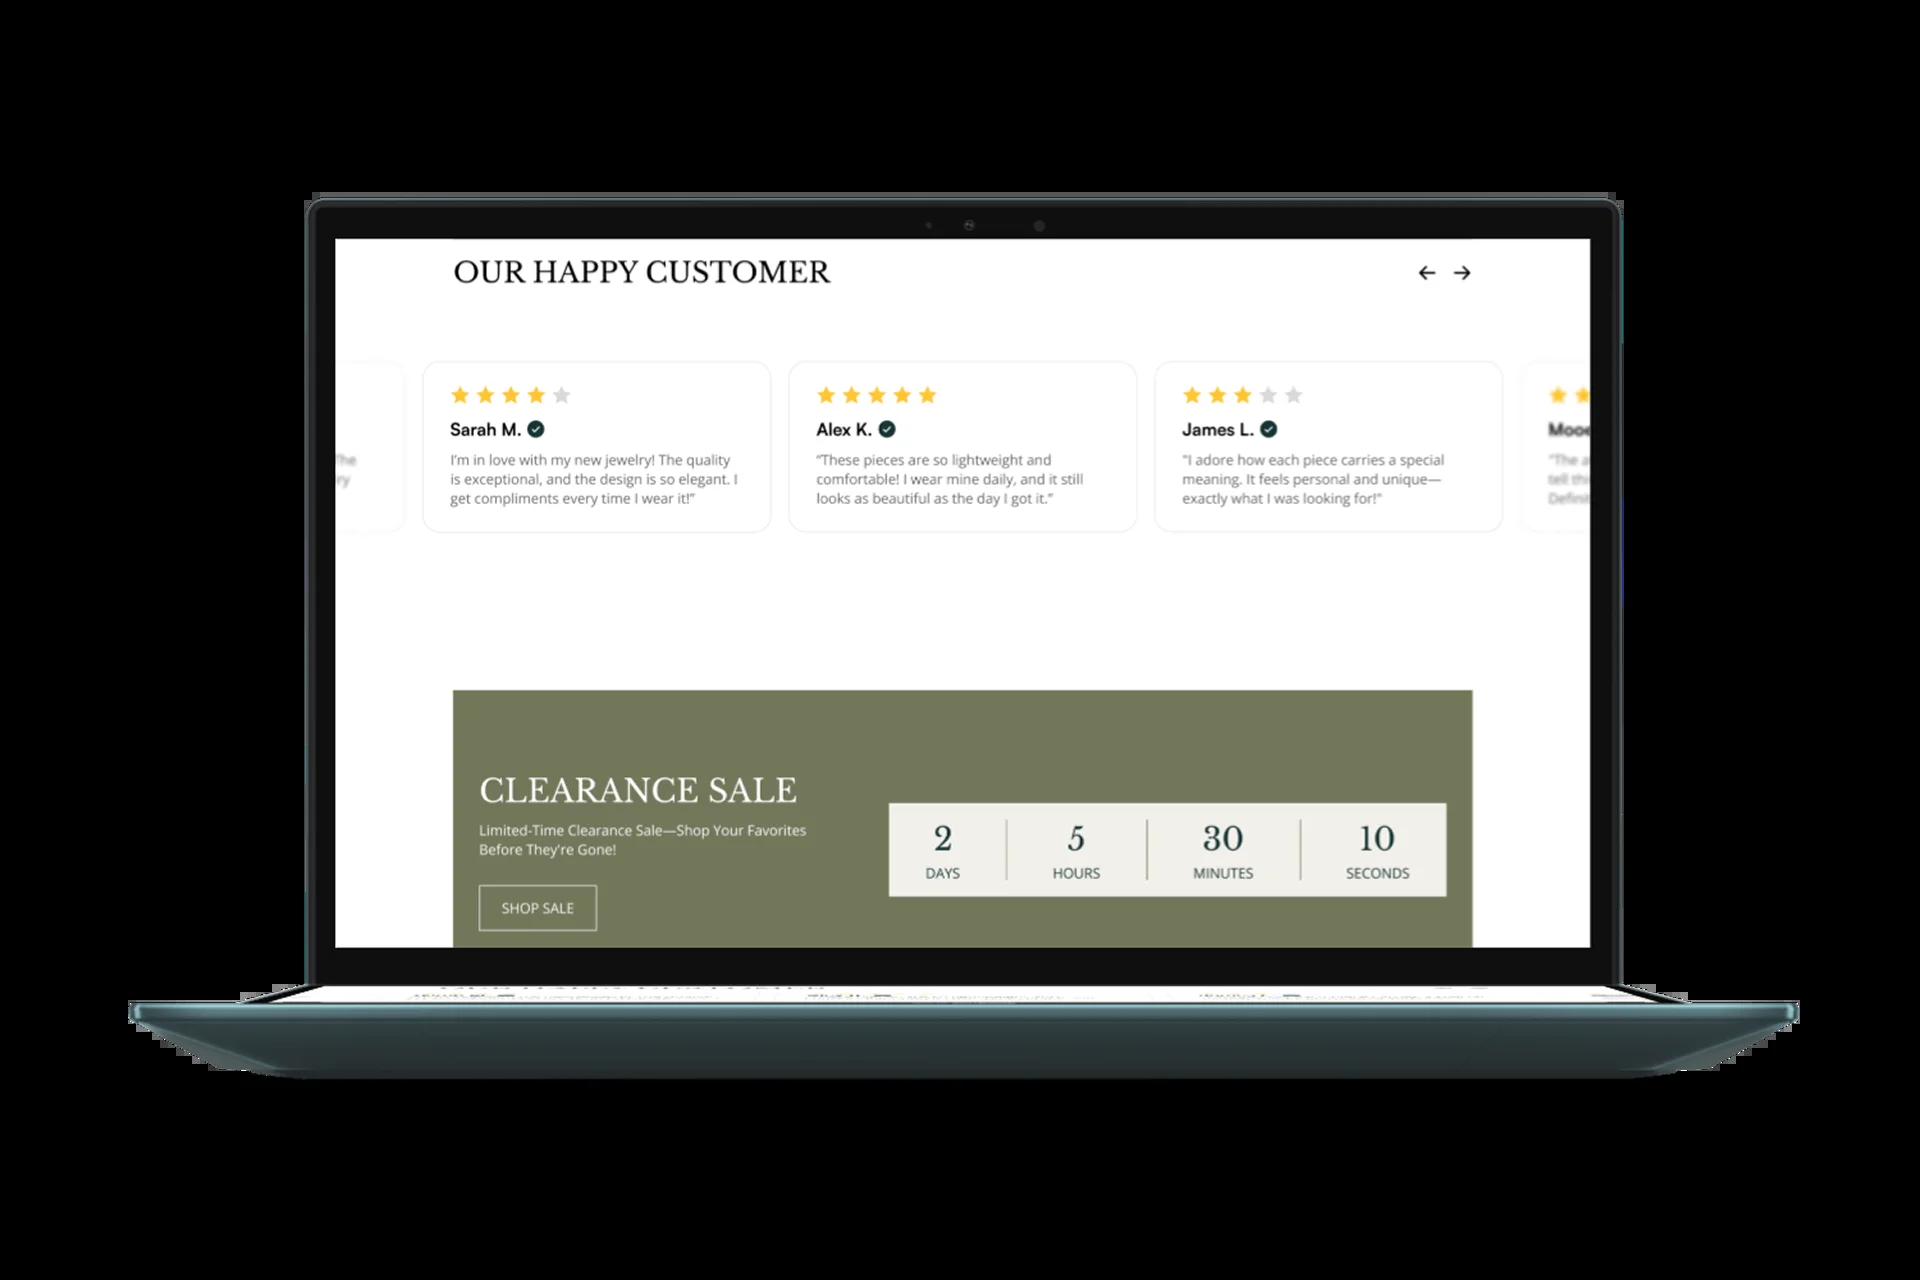 OUR HAPPY CUSTOMER
Sarah M.
I'm in love with my new jewelry! The quality
is exceptional, and the design is so elegant. I
get compliments every time I wear it!”
Alex K.
“These pieces are so lightweight and
comfortable! I wear mine daily, and it still
looks as beautiful as the day I got it.”
James L.
"I adore how each piece carries a special
meaning. It feels personal and unique—
exactly what I was looking for!"
The
ry
"The
tell
CLEARANCE SALE
Limited-Time Clearance Sale—Shop Your Favorites
Before They're Gone!
SHOP SALE
2
DAYS
5
HOURS
30
MINUTES
10
SECONDS